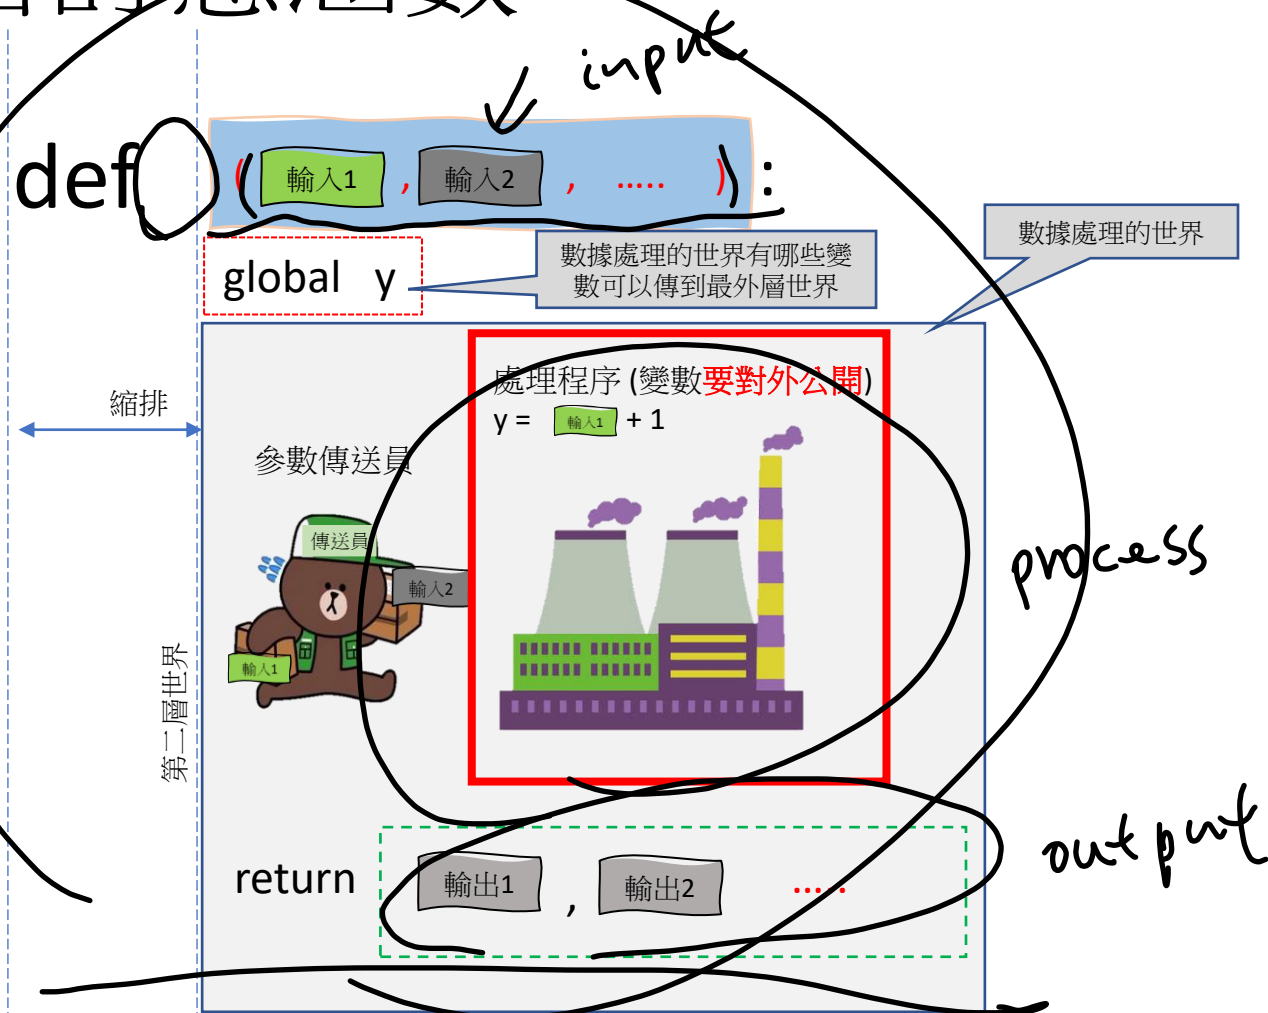 函數
input
def ( 輸入1 , 輸入2 , ..... ) :
global y
數據處理的世界有哪些變
數可以傳到最外層世界
數據處理的世界
縮排
處理程序 (變數要對外公開)
y = 輸入1 + 1
參數傳送員
傳送員
輸入2
輸入1
process
第二層世界
output
return 輸出1 , 輸出2 .....